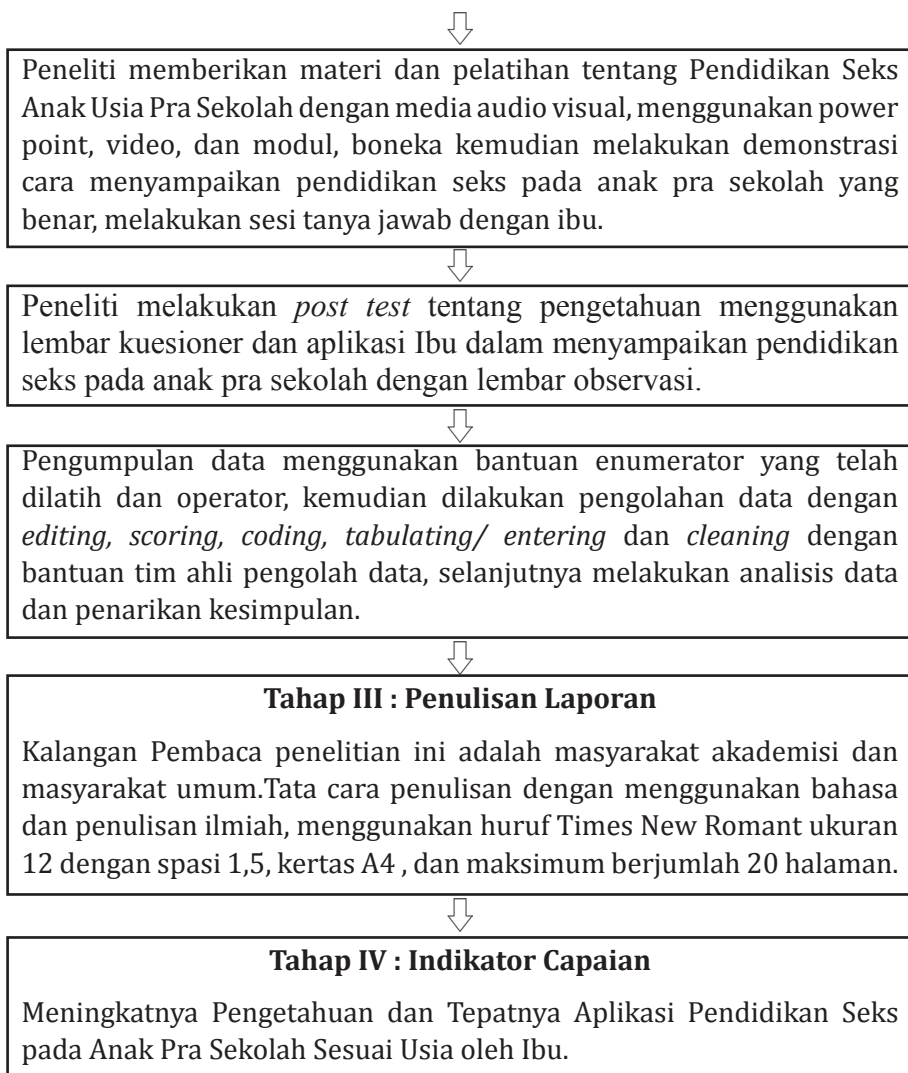 Peneliti memberikan materi dan pelatihan tentang Pendidikan Seks
Anak Usia Pra Sekolah dengan media audio visual, menggunakan power
point, video, dan modul, boneka kemudian melakukan demonstrasi
cara menyampaikan pendidikan seks pada anak pra sekolah yang
benar, melakukan sesi tanya jawab dengan ibu.
Peneliti melakukan post test tentang pengetahuan menggunakan
lembar kuesioner dan aplikasi Ibu dalam menyampaikan pendidikan
seks pada anak pra sekolah dengan lembar observasi.
Pengumpulan data menggunakan bantuan enumerator yang telah
dilatih dan operator, kemudian dilakukan pengolahan data dengan
editing, scoring, coding, tabulating/ entering dan cleaning dengan
bantuan tim ahli pengolah data, selanjutnya melakukan analisis data
dan penarikan kesimpulan.
Tahap III : Penulisan Laporan
Kalangan Pembaca penelitian ini adalah masyarakat akademisi dan
masyarakat umum.Tata cara penulisan dengan menggunakan bahasa
dan penulisan ilmiah, menggunakan huruf Times New Romant ukuran
12 dengan spasi 1,5, kertas A4 , dan maksimum berjumlah 20 halaman.
Tahap IV : Indikator Capaian
Meningkatnya Pengetahuan dan Tepatnya Aplikasi Pendidikan Seks
pada Anak Pra Sekolah Sesuai Usia oleh Ibu.